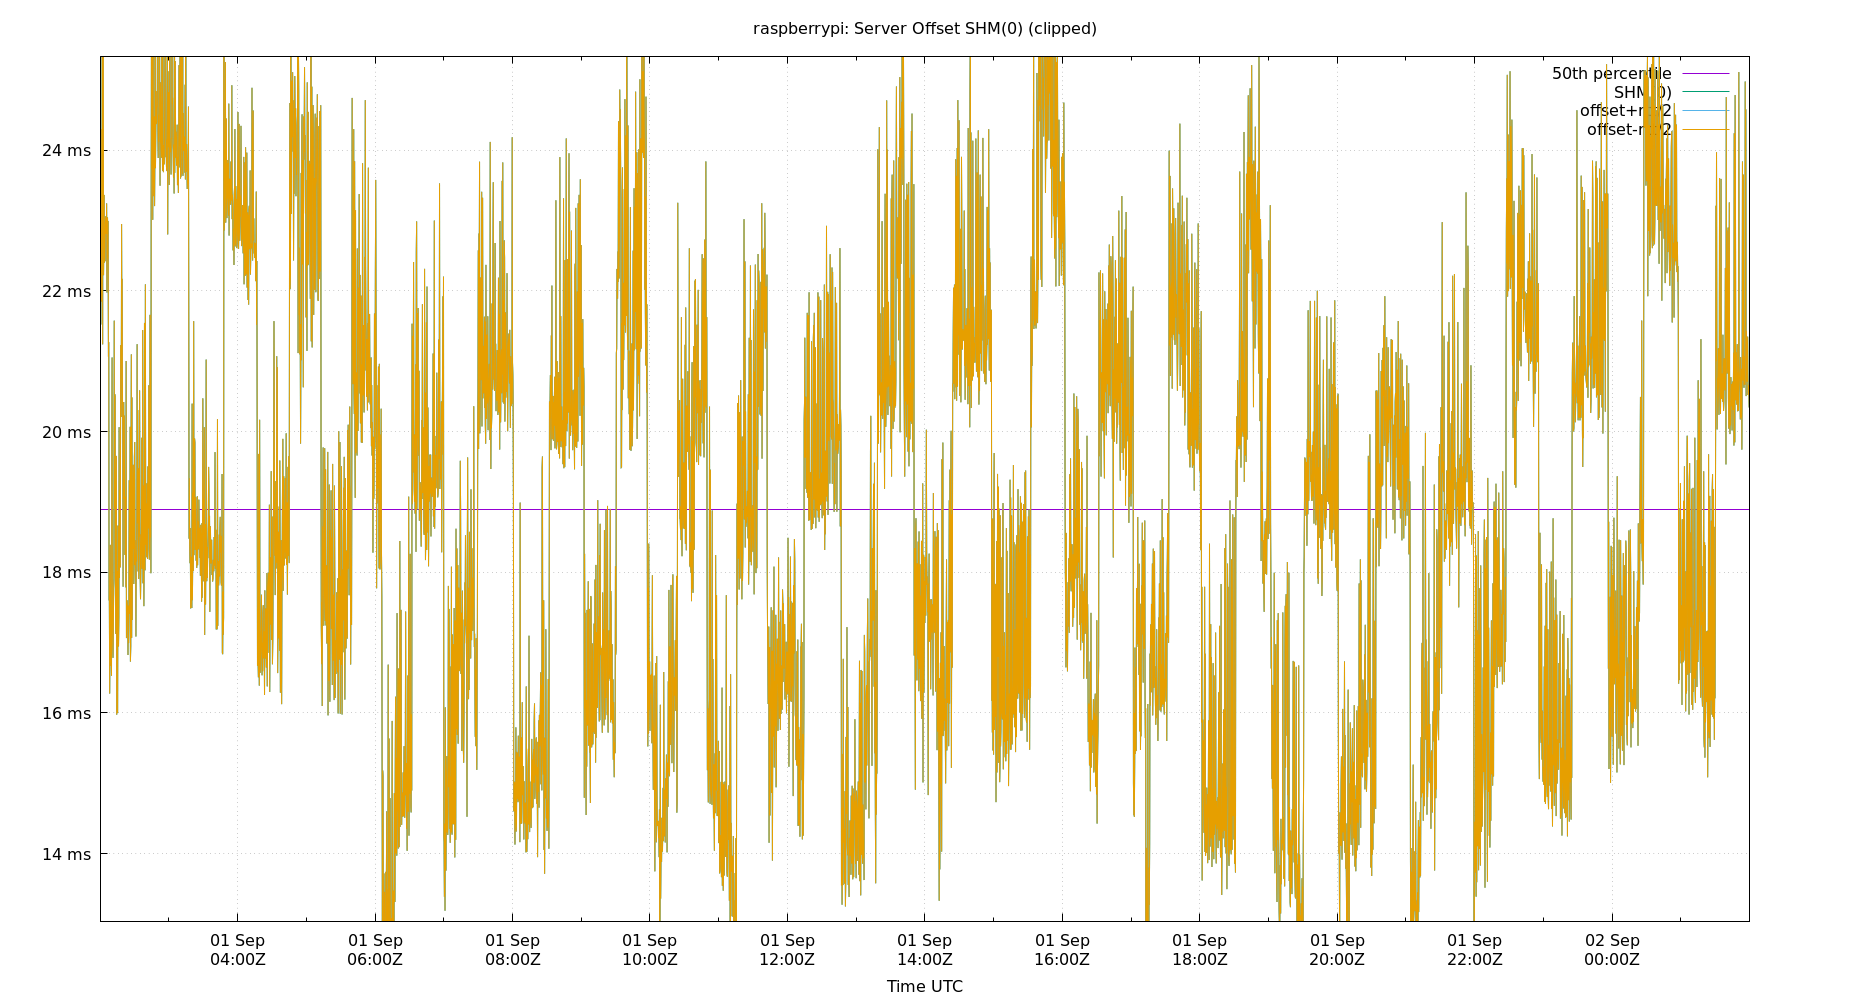 raspberrypi: Server Offset SHM(0) (clipped)
50th percentile
SHM(0)
24 ms
22 ms
20 ms
18 ms
16 ms
14 ms
01 Sep 01 Sep 01 Sep 01 Sep 01 Sep 01 Sep 01 Sep 01 Sep 01 Sep 01 Sep 02 Sep
04:00Z 06:00Z 08:00Z 10:00Z 12:00Z 14:00Z 16:00Z 18:00Z 20:00Z 22:00Z 00:00Z
Time UTC